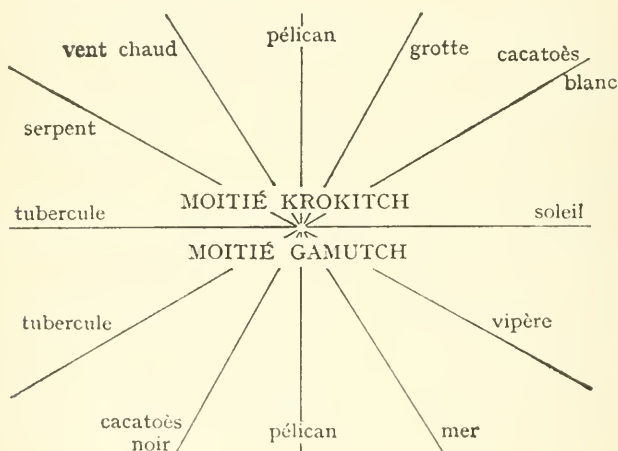 pélican
vent chaud
grotte
cacatoès
blanc
serpent
MOITIÉ KROKITCH
tubercule
soleil
MOITIÉ GAMUTCH
tubercule
vipère
cacatoès
noir
pélican
mer